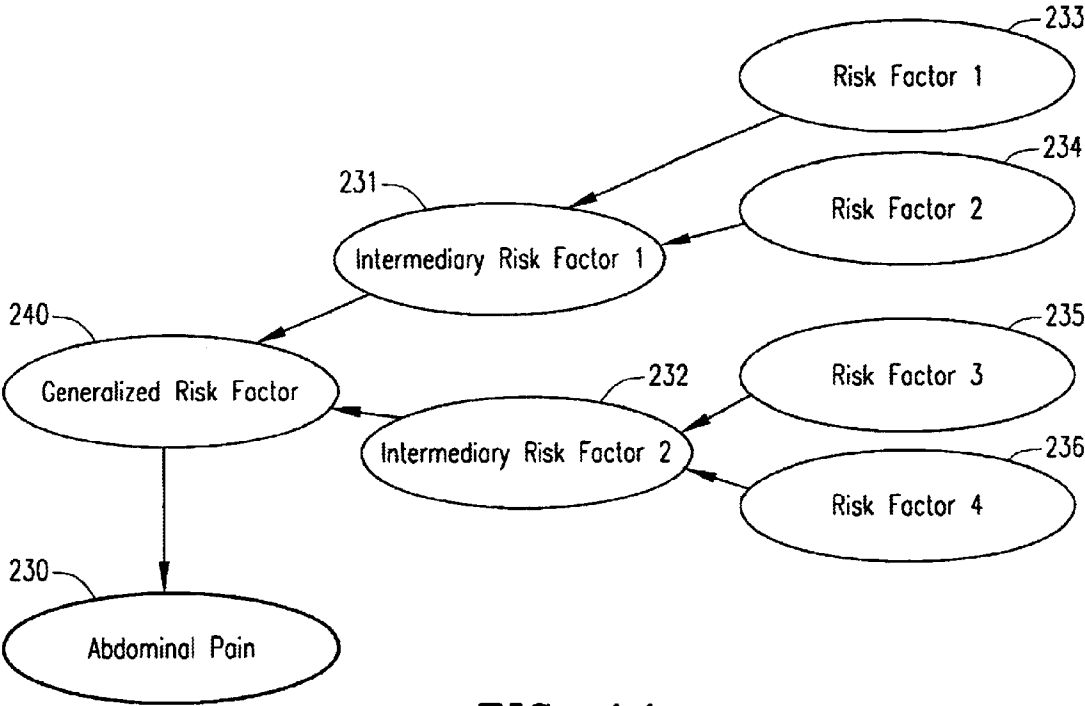 233
Risk Factor 1
234
Risk Factor 2
231
Intermediary Risk Factor 1
240
Generalized Risk Factor
235
Risk Factor 3
232
Intermediary Risk Factor 2
236
Risk Factor 4
230
Abdominal Pain